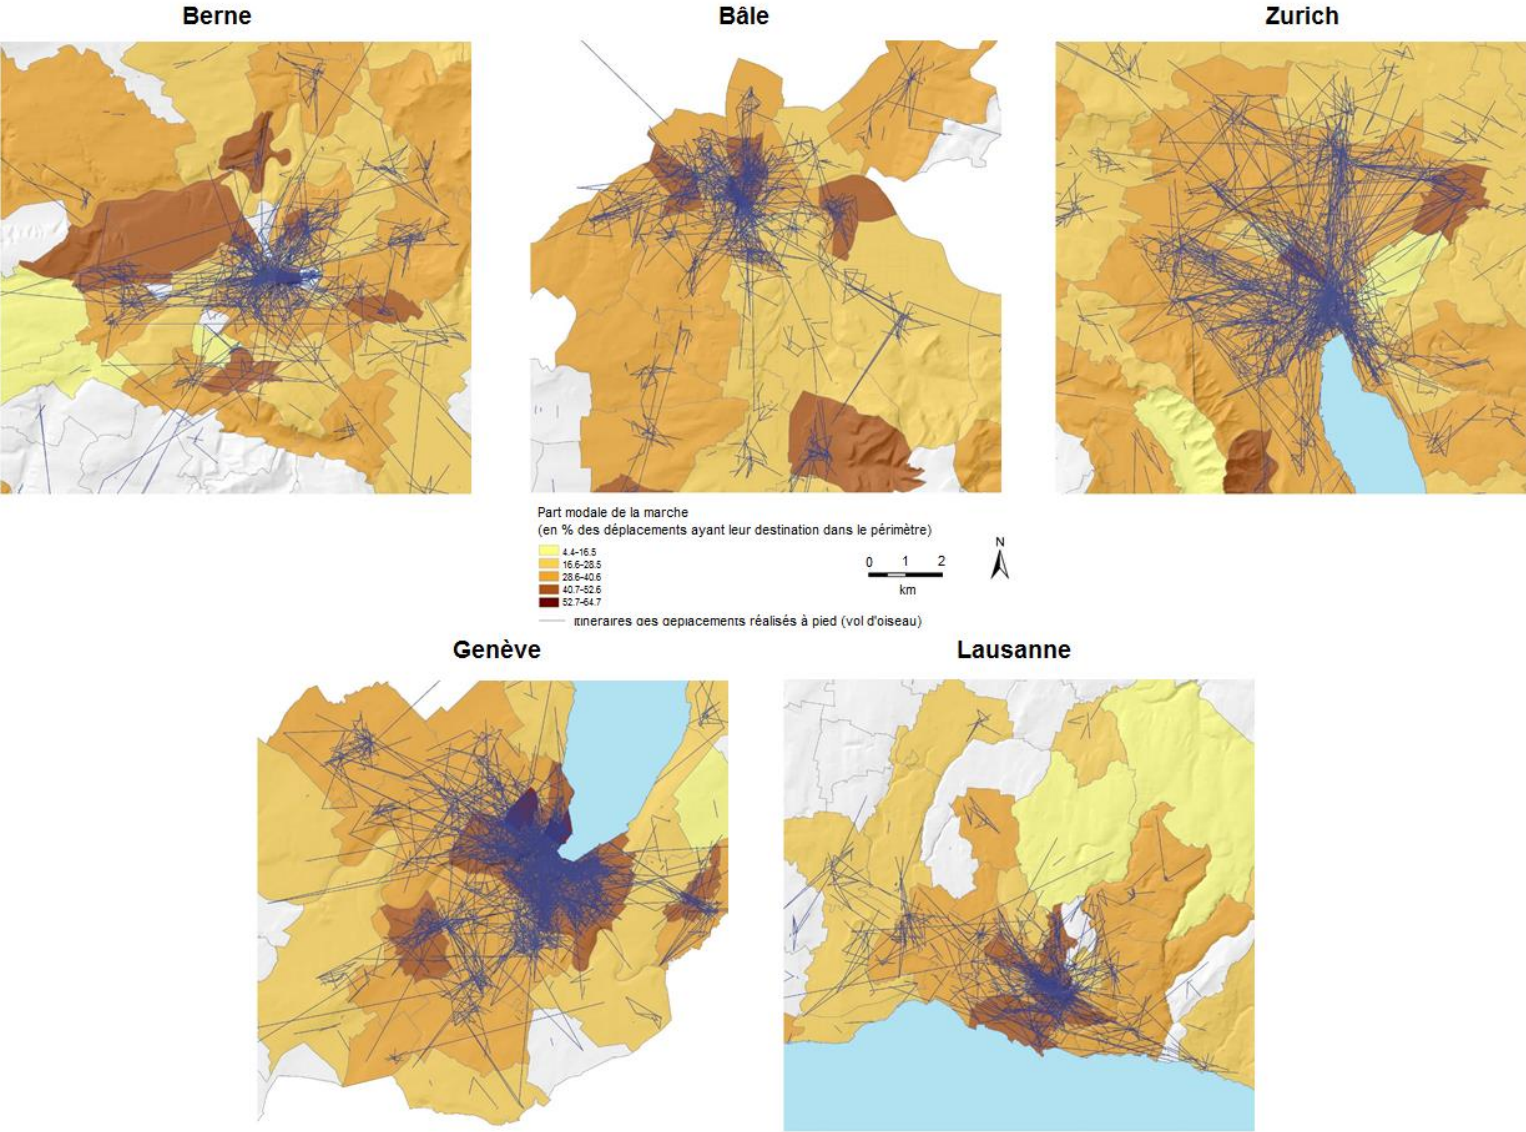 Berne
Bâle
Zurich
Part modale de la marche
(en % des déplacements ayant leur destination dans le périmètre)
4.4–16.5
16.6–28.5
28.6–40.6
40.7–52.6
52.7–64.7
Itinéraires des déplacements réalisés à pied (vol d'oiseau)
0 1 2
km
N
Genève
Lausanne